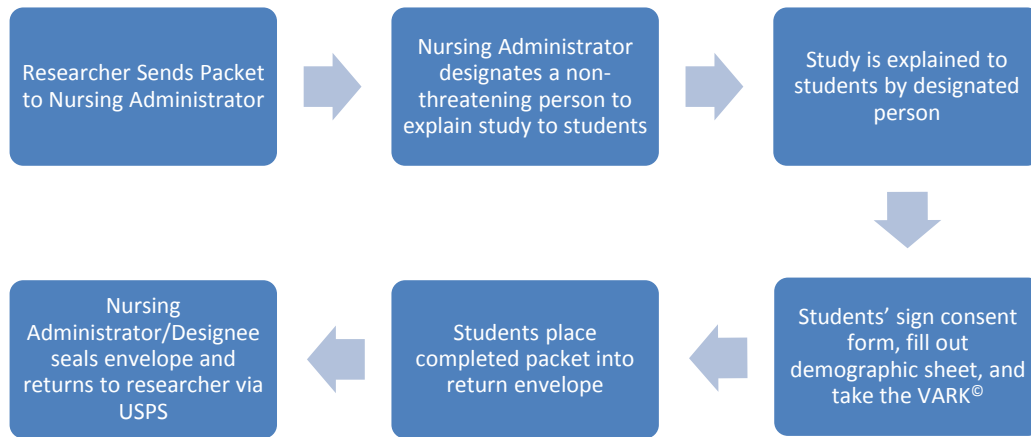 Researcher Sends Packet
to Nursing Administrator
Nursing Administrator
designates a non-
threatening person to
explain study to students
Study is explained to
students by designated
person
Students’ sign consent
form, fill out
demographic sheet, and
take the VARK©
Students place
completed packet into
return envelope
Nursing
Administrator/Designee
seals envelope and
returns to researcher via
USPS